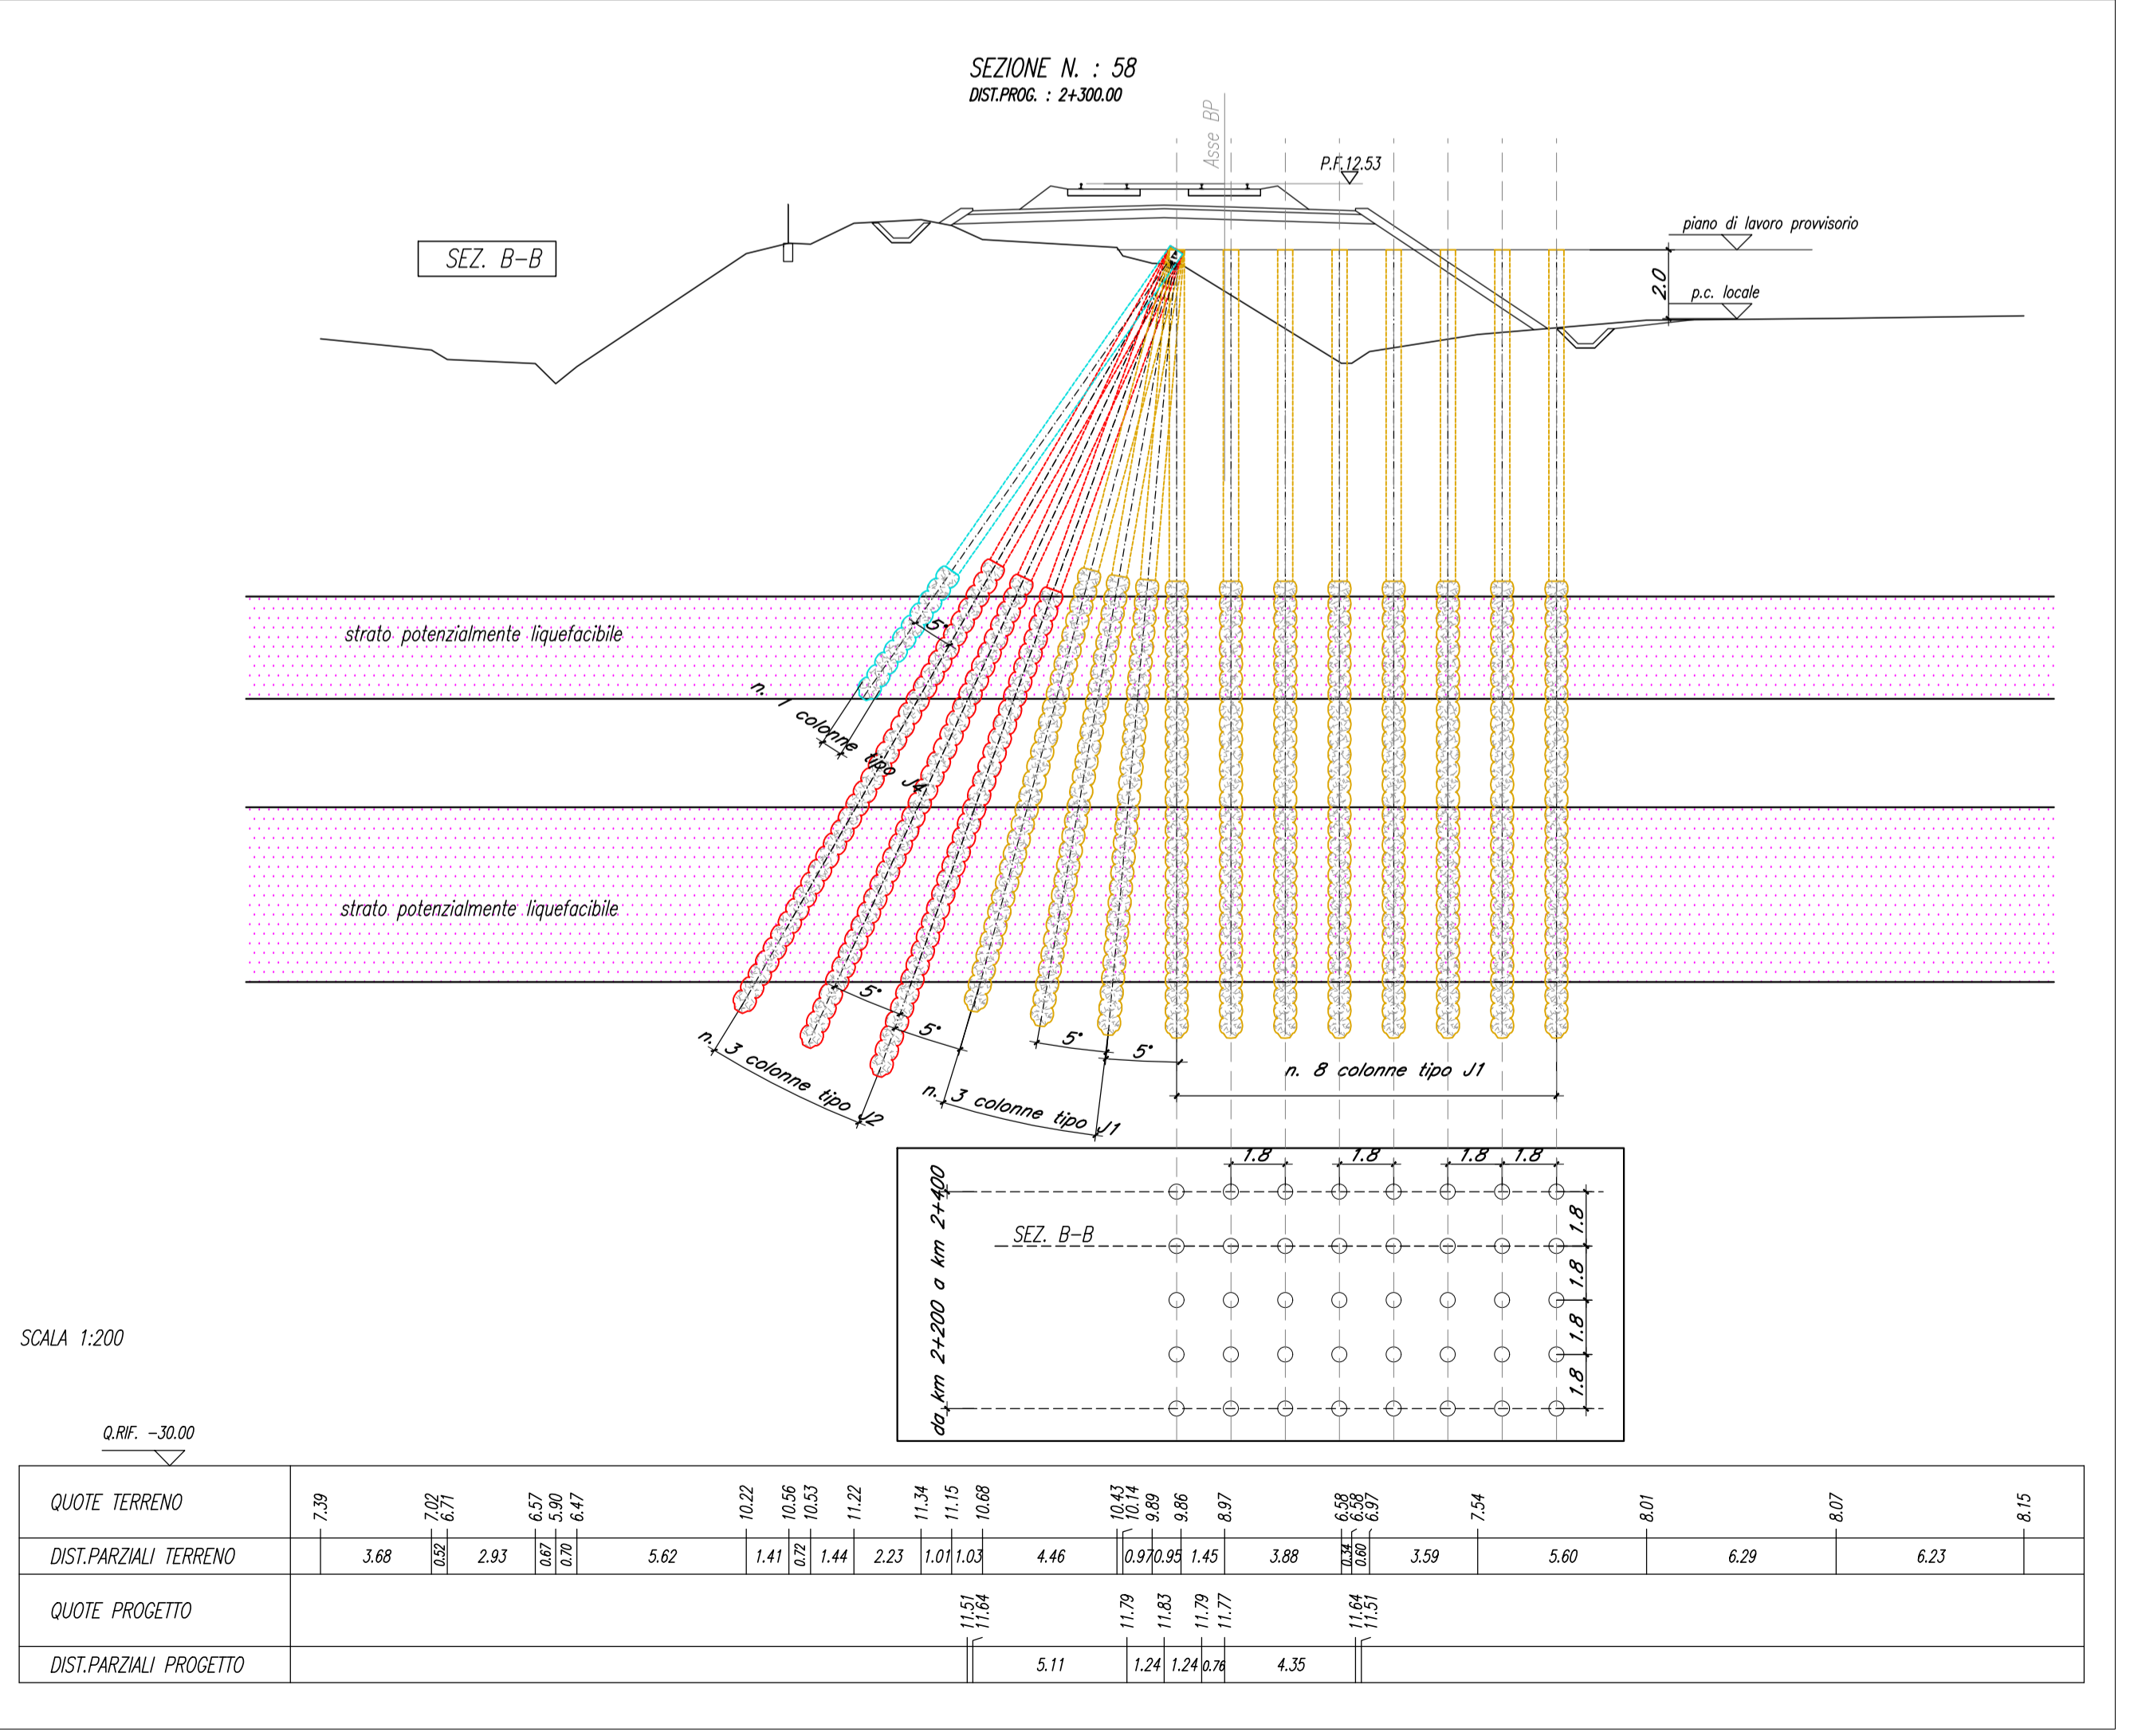 SEZIONE N. : 58
DIST.PROG. : 2+300.00
Asse BP
P.F.12.53
piano di lavoro provvisorio
2.0
p.c. locale
SEZ. B-B
strato potenzialmente liquefacibile
5°
n. 1 colonne tipo J4
strato potenzialmente liquefacibile
5°
5°
5°
5°
n. 3 colonne tipo J2
n. 3 colonne tipo J1
n. 8 colonne tipo J1
1.8 1.8 1.8 1.8
da km 2+200 a km 2+400
SEZ. B-B
1.8
1.8
1.8
1.8
SCALA 1:200
Q.RIF. -30.00
QUOTE TERRENO 7.39 7.02 6.71 6.57 5.90 6.47 10.22 10.56 10.53 11.22 11.34 11.15 10.68 10.43 10.14 9.89 9.86 8.97 6.58 6.58 6.97 7.54 8.01 8.07 8.15
DIST.PARZIALI TERRENO 3.68 0.52 2.93 0.67 0.70 5.62 1.41 0.72 1.44 2.23 1.01 1.03 4.46 0.97 0.95 1.45 3.88 0.34 0.60 3.59 5.60 6.29 6.23
QUOTE PROGETTO 11.51 11.64 11.79 11.83 11.79 11.77 11.64 11.51
DIST.PARZIALI PROGETTO 5.11 1.24 1.24 0.76 4.35